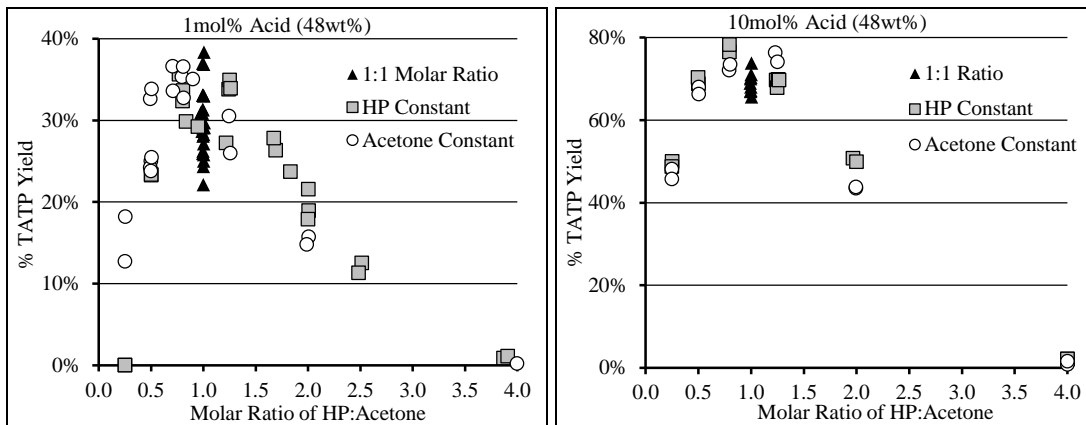 1mol% Acid (48wt%)
% TATP Yield
40%
30%
20%
10%
0%
▲ 1:1 Molar Ratio
HP Constant
Acetone Constant
0.0 0.5 1.0 1.5 2.0 2.5 3.0 3.5 4.0
Molar Ratio of HP:Acetone
10mol% Acid (48wt%)
% TATP Yield
80%
60%
40%
20%
0%
1:1 Ratio
HP Constant
Acetone Constant
0.0 0.5 1.0 1.5 2.0 2.5 3.0 3.5 4.0
Molar Ratio of HP:Acetone